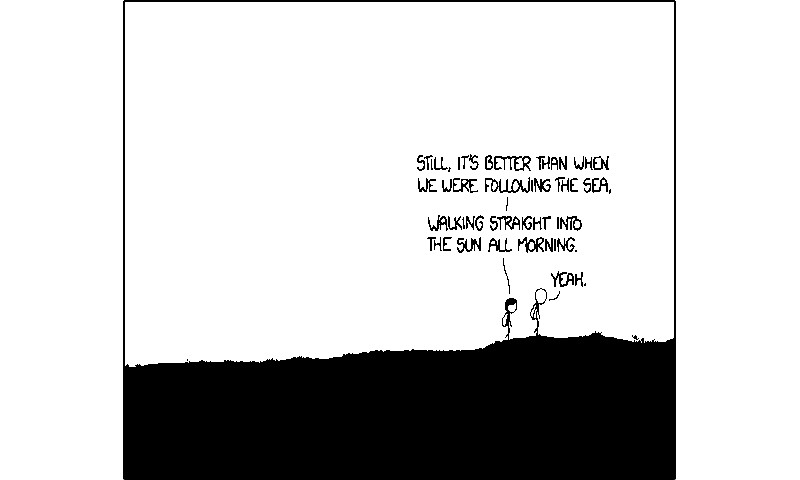 STILL, IT'S BETTER THAN WHEN
WE WERE FOLLOWING THE SEA,
WALKING STRAIGHT INTO
THE SUN ALL MORNING.
YEAH.